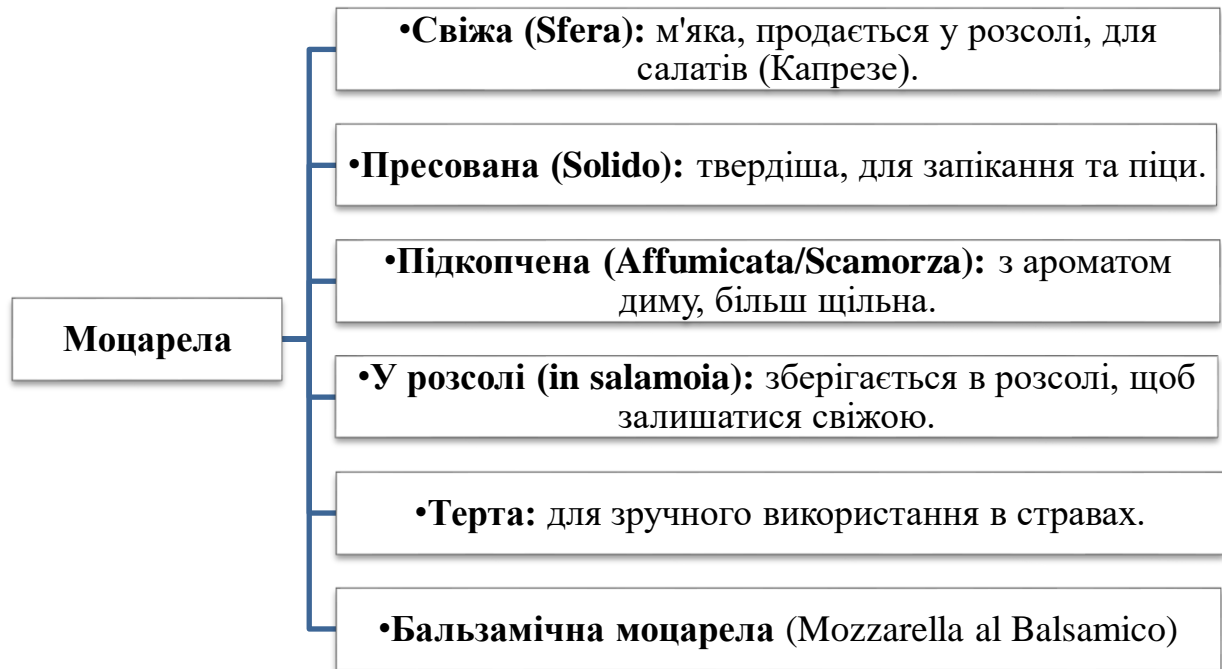 •Свіжа (Sfera): м'яка, продається у розсолі, для
салатів (Капрезе).
•Пресована (Solido): твердіша, для запікання та піци.
•Підкопчена (Affumicata/Scamorza): з ароматом
диму, більш щільна.
Моцарела
•У розсолі (in salamoia): зберігається в розсолі, щоб
залишатися свіжою.
•Терта: для зручного використання в стравах.
•Бальзамічна моцарела (Mozzarella al Balsamico)